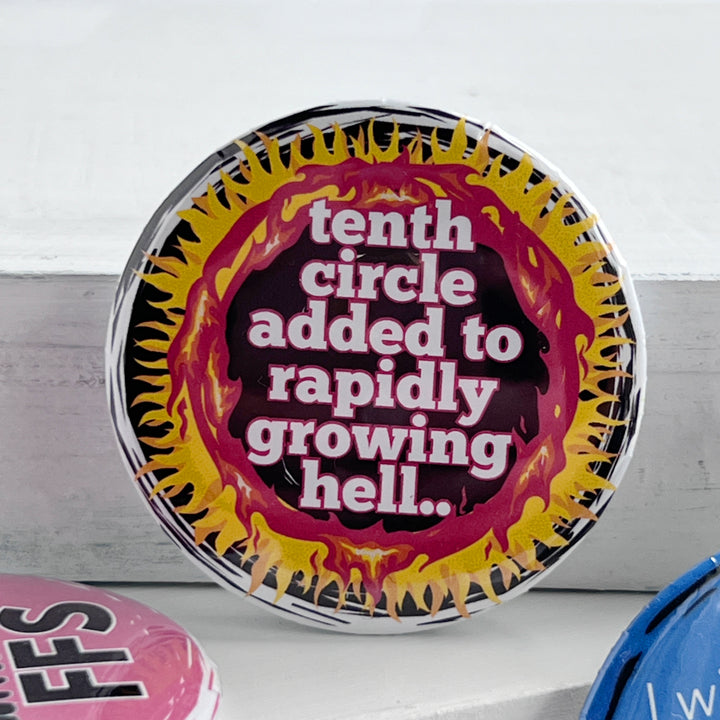 tenth
circle
added to
rapidly
growing
hell..
FFS
I w